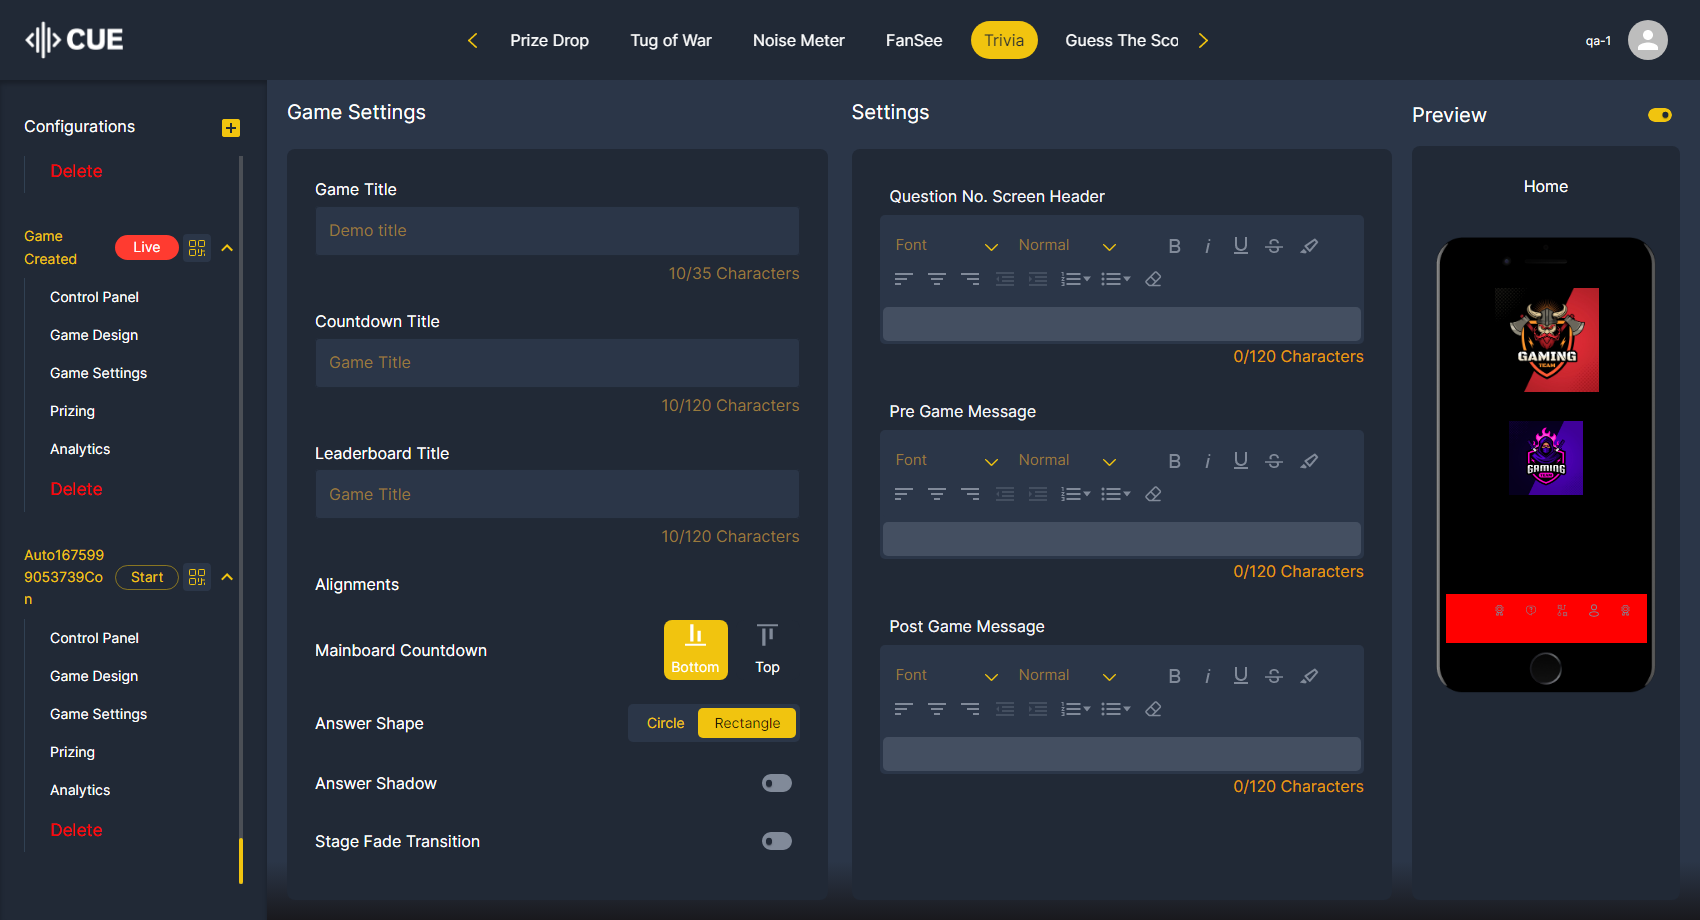 CUE
Prize Drop
Tug of War
Noise Meter
FanSee
Trivia
Guess The Sco
qa-1
Configurations
Delete
Game
Created
Live
Control Panel
Game Design
Game Settings
Prizing
Analytics
Delete
Auto167599
9053739Co
n
Start
Control Panel
Game Design
Game Settings
Prizing
Analytics
Delete
Game Settings
Game Title
Demo title
10/35 Characters
Countdown Title
Game Title
10/120 Characters
Leaderboard Title
Game Title
10/120 Characters
Alignments
Mainboard Countdown
Bottom
Top
Answer Shape
Circle
Rectangle
Answer Shadow
Stage Fade Transition
Settings
Question No. Screen Header
Font
Normal
B
i
U
S
0/120 Characters
Pre Game Message
Font
Normal
B
i
U
S
0/120 Characters
Post Game Message
Font
Normal
B
i
U
S
0/120 Characters
Preview
Home
GAMING
TEAM
GAMING